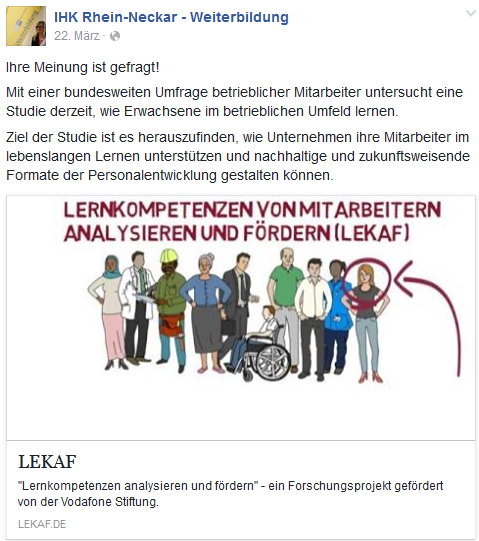 IHK Rhein-Neckar - Weiterbildung
22. März ·
Ihre Meinung ist gefragt!
Mit einer bundesweiten Umfrage betrieblicher Mitarbeiter untersucht eine
Studie derzeit, wie Erwachsene im betrieblichen Umfeld lernen.
Ziel der Studie ist es herauszufinden, wie Unternehmen ihre Mitarbeiter im
lebenslangen Lernen unterstützen und nachhaltige und zukunftsweisende
Formate der Personalentwicklung gestalten können.
LERNKOMPETENZEN VON MITARBEITERN
ANALYSIEREN UND FÖRDERN (LEKAF)
LEKAF
"Lernkompetenzen analysieren und fördern" - ein Forschungsprojekt gefördert
von der Vodafone Stiftung.
LEKAF.DE